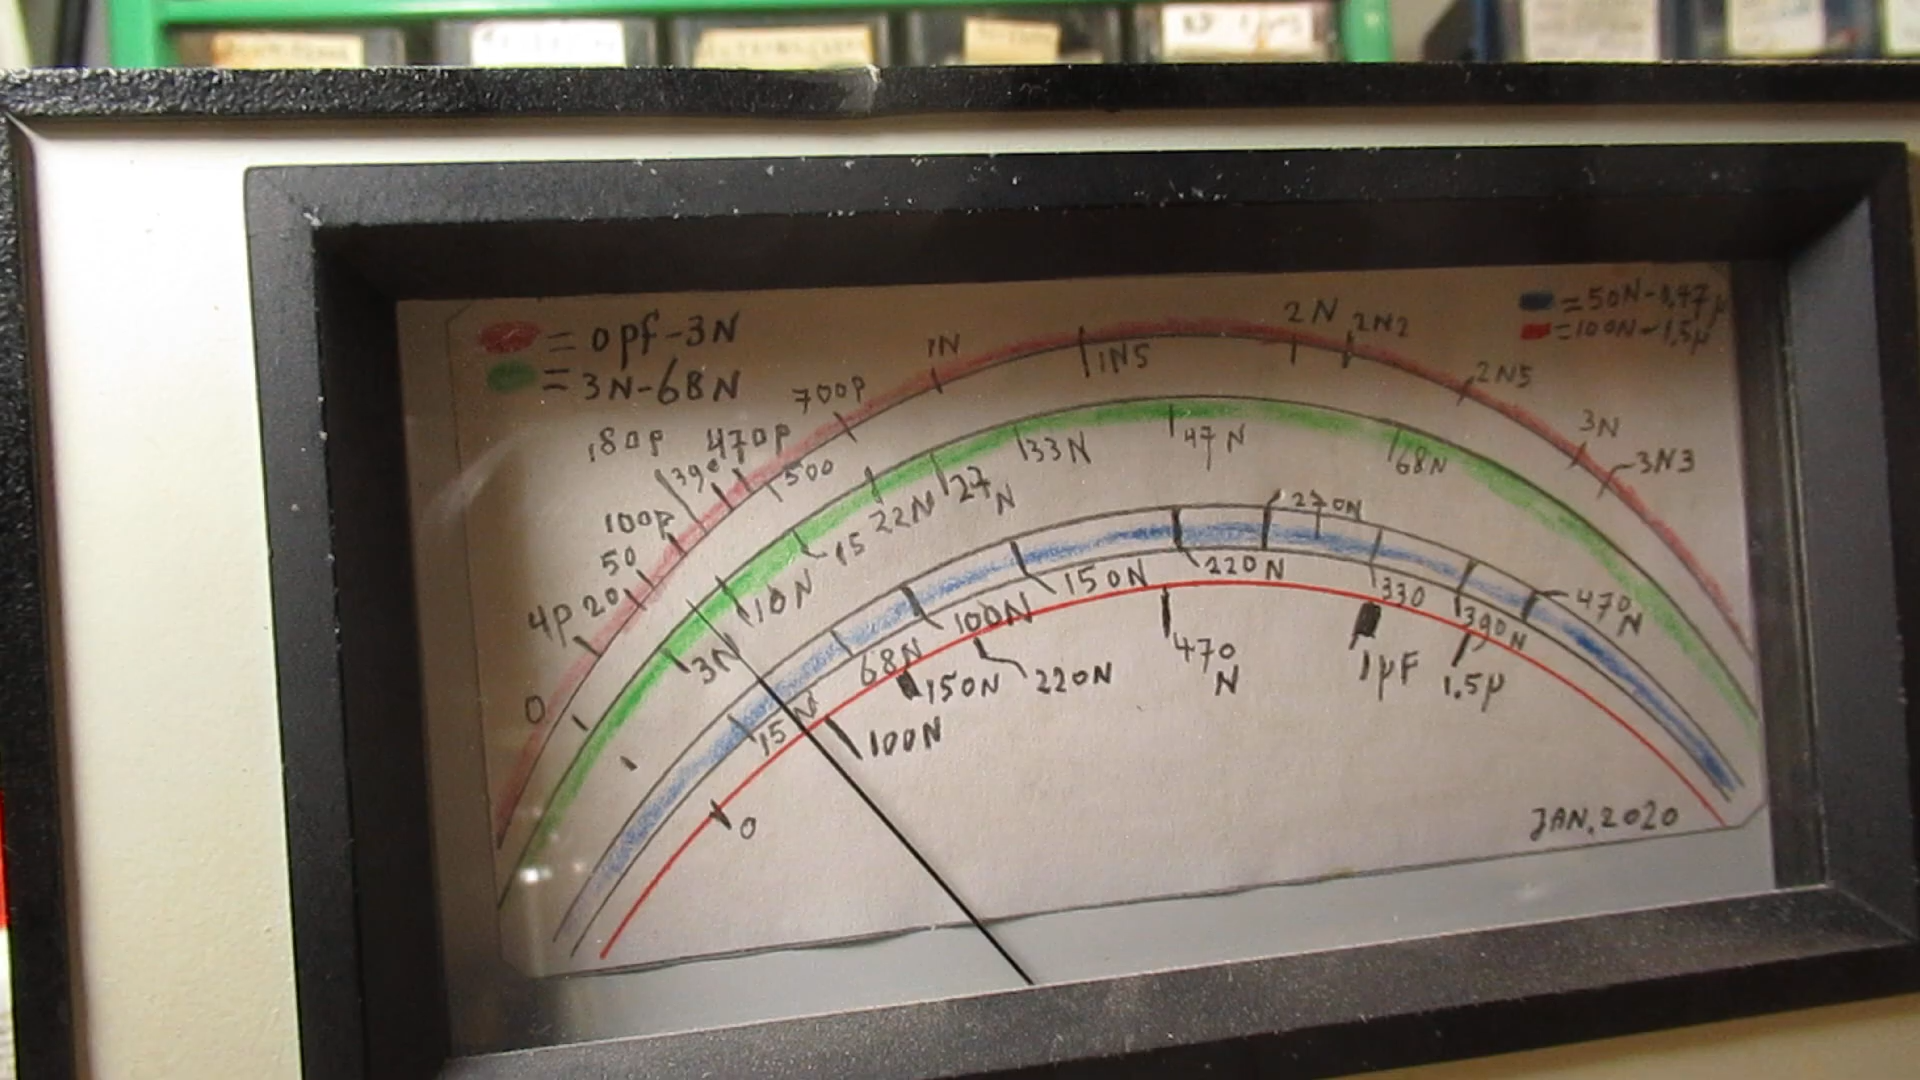 = 0pf-3N
= 3N-68N
= 50N-0,47µ
= 100N-1,5µ
0
4p
20
50
100p
180p
390
470p
500
700p
1N
1N5
2N
2N2
2N5
3N
3N3
3N
10N
15
22N
27N
33N
47N
68N
15N
68N
100N
150N
220N
270N
330
390N
470N
0
100N
150N
220N
470N
1µF
1.5µ
JAN.2020